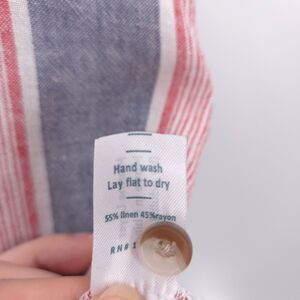 Hand wash
Lay flat to dry
55% linen 45%rayon
RN# 1